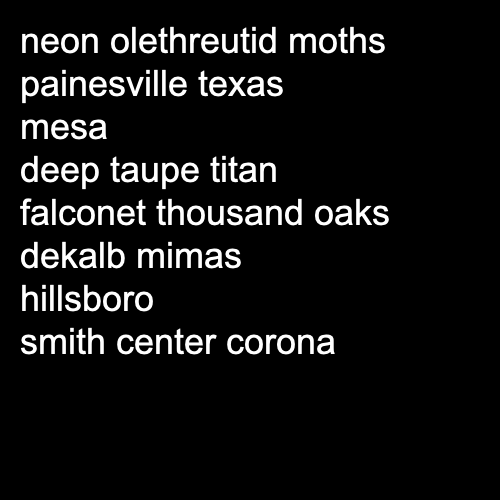 neon olethreutid moths
painesville texas
mesa
deep taupe titan
falconet thousand oaks
dekalb mimas
hillsboro
smith center corona